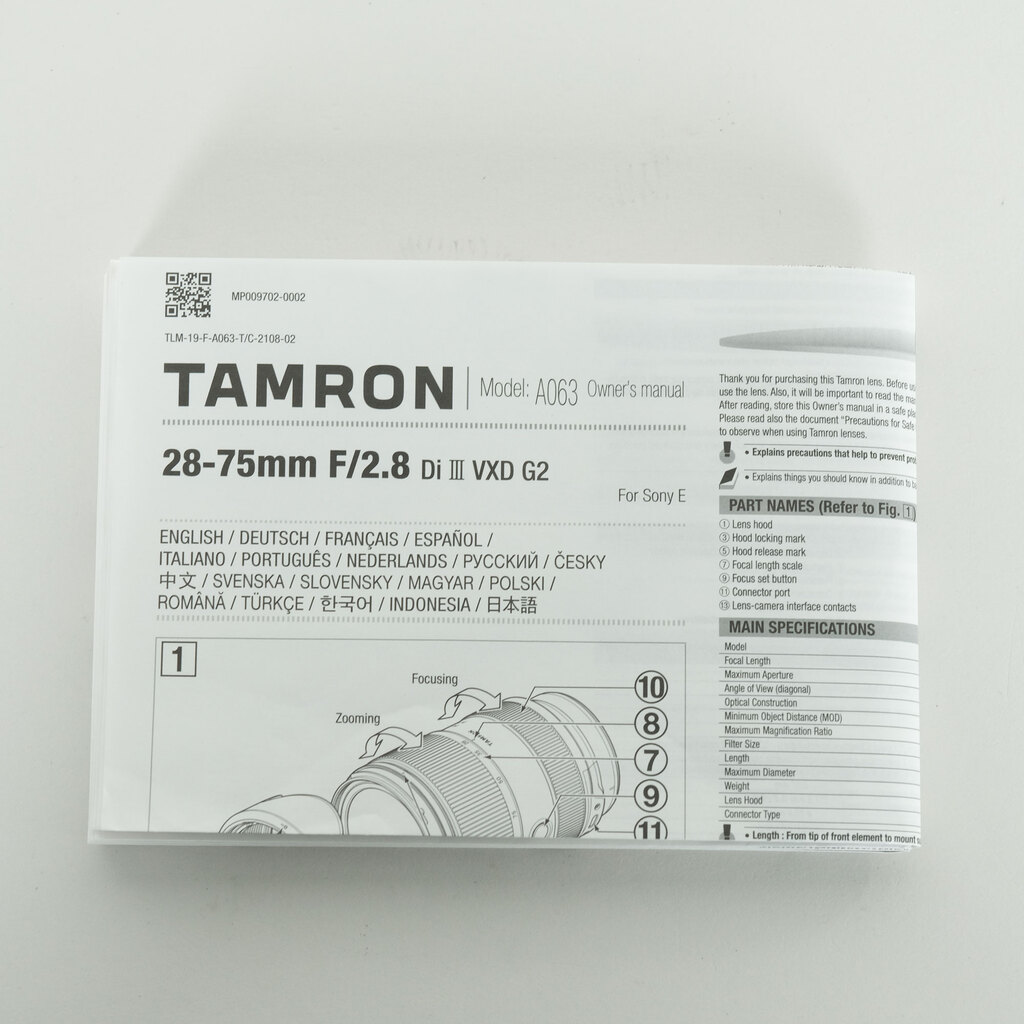 MP009702-0002
TLM-19-F-A063-T/C-2108-02
TAMRON Model: A063 Owner's manual
28-75mm F/2.8 Di III VXD G2
For Sony E
ENGLISH / DEUTSCH / FRANÇAIS / ESPAÑOL /
ITALIANO / PORTUGUÊS / NEDERLANDS / РУССКИЙ / ČESKY
中文 / SVENSKA / SLOVENSKY / MAGYAR / POLSKI /
ROMÂNĂ / TÜRKÇE / 한국어 / INDONESIA / 日本語
1
Focusing
Zooming
TAMRON
50
75
10
8
7
9
11
Thank you for purchasing this Tamron lens. Before
use the lens. Also, it will be important to read the
After reading, store this Owner's manual in a safe
Please read also the document "Precautions for Safe
to observe when using Tamron lenses.
• Explains precautions that help to prevent
• Explains things you should know in addition to
PART NAMES (Refer to Fig. 1)
① Lens hood
③ Hood locking mark
⑤ Hood release mark
⑦ Focal length scale
⑨ Focus set button
⑪ Connector port
⑬ Lens-camera interface contacts
MAIN SPECIFICATIONS
Model
Focal Length
Maximum Aperture
Angle of View (diagonal)
Optical Construction
Minimum Object Distance (MOD)
Maximum Magnification Ratio
Filter Size
Length
Maximum Diameter
Weight
Lens Hood
Connector Type
• Length : From tip of front element to mount